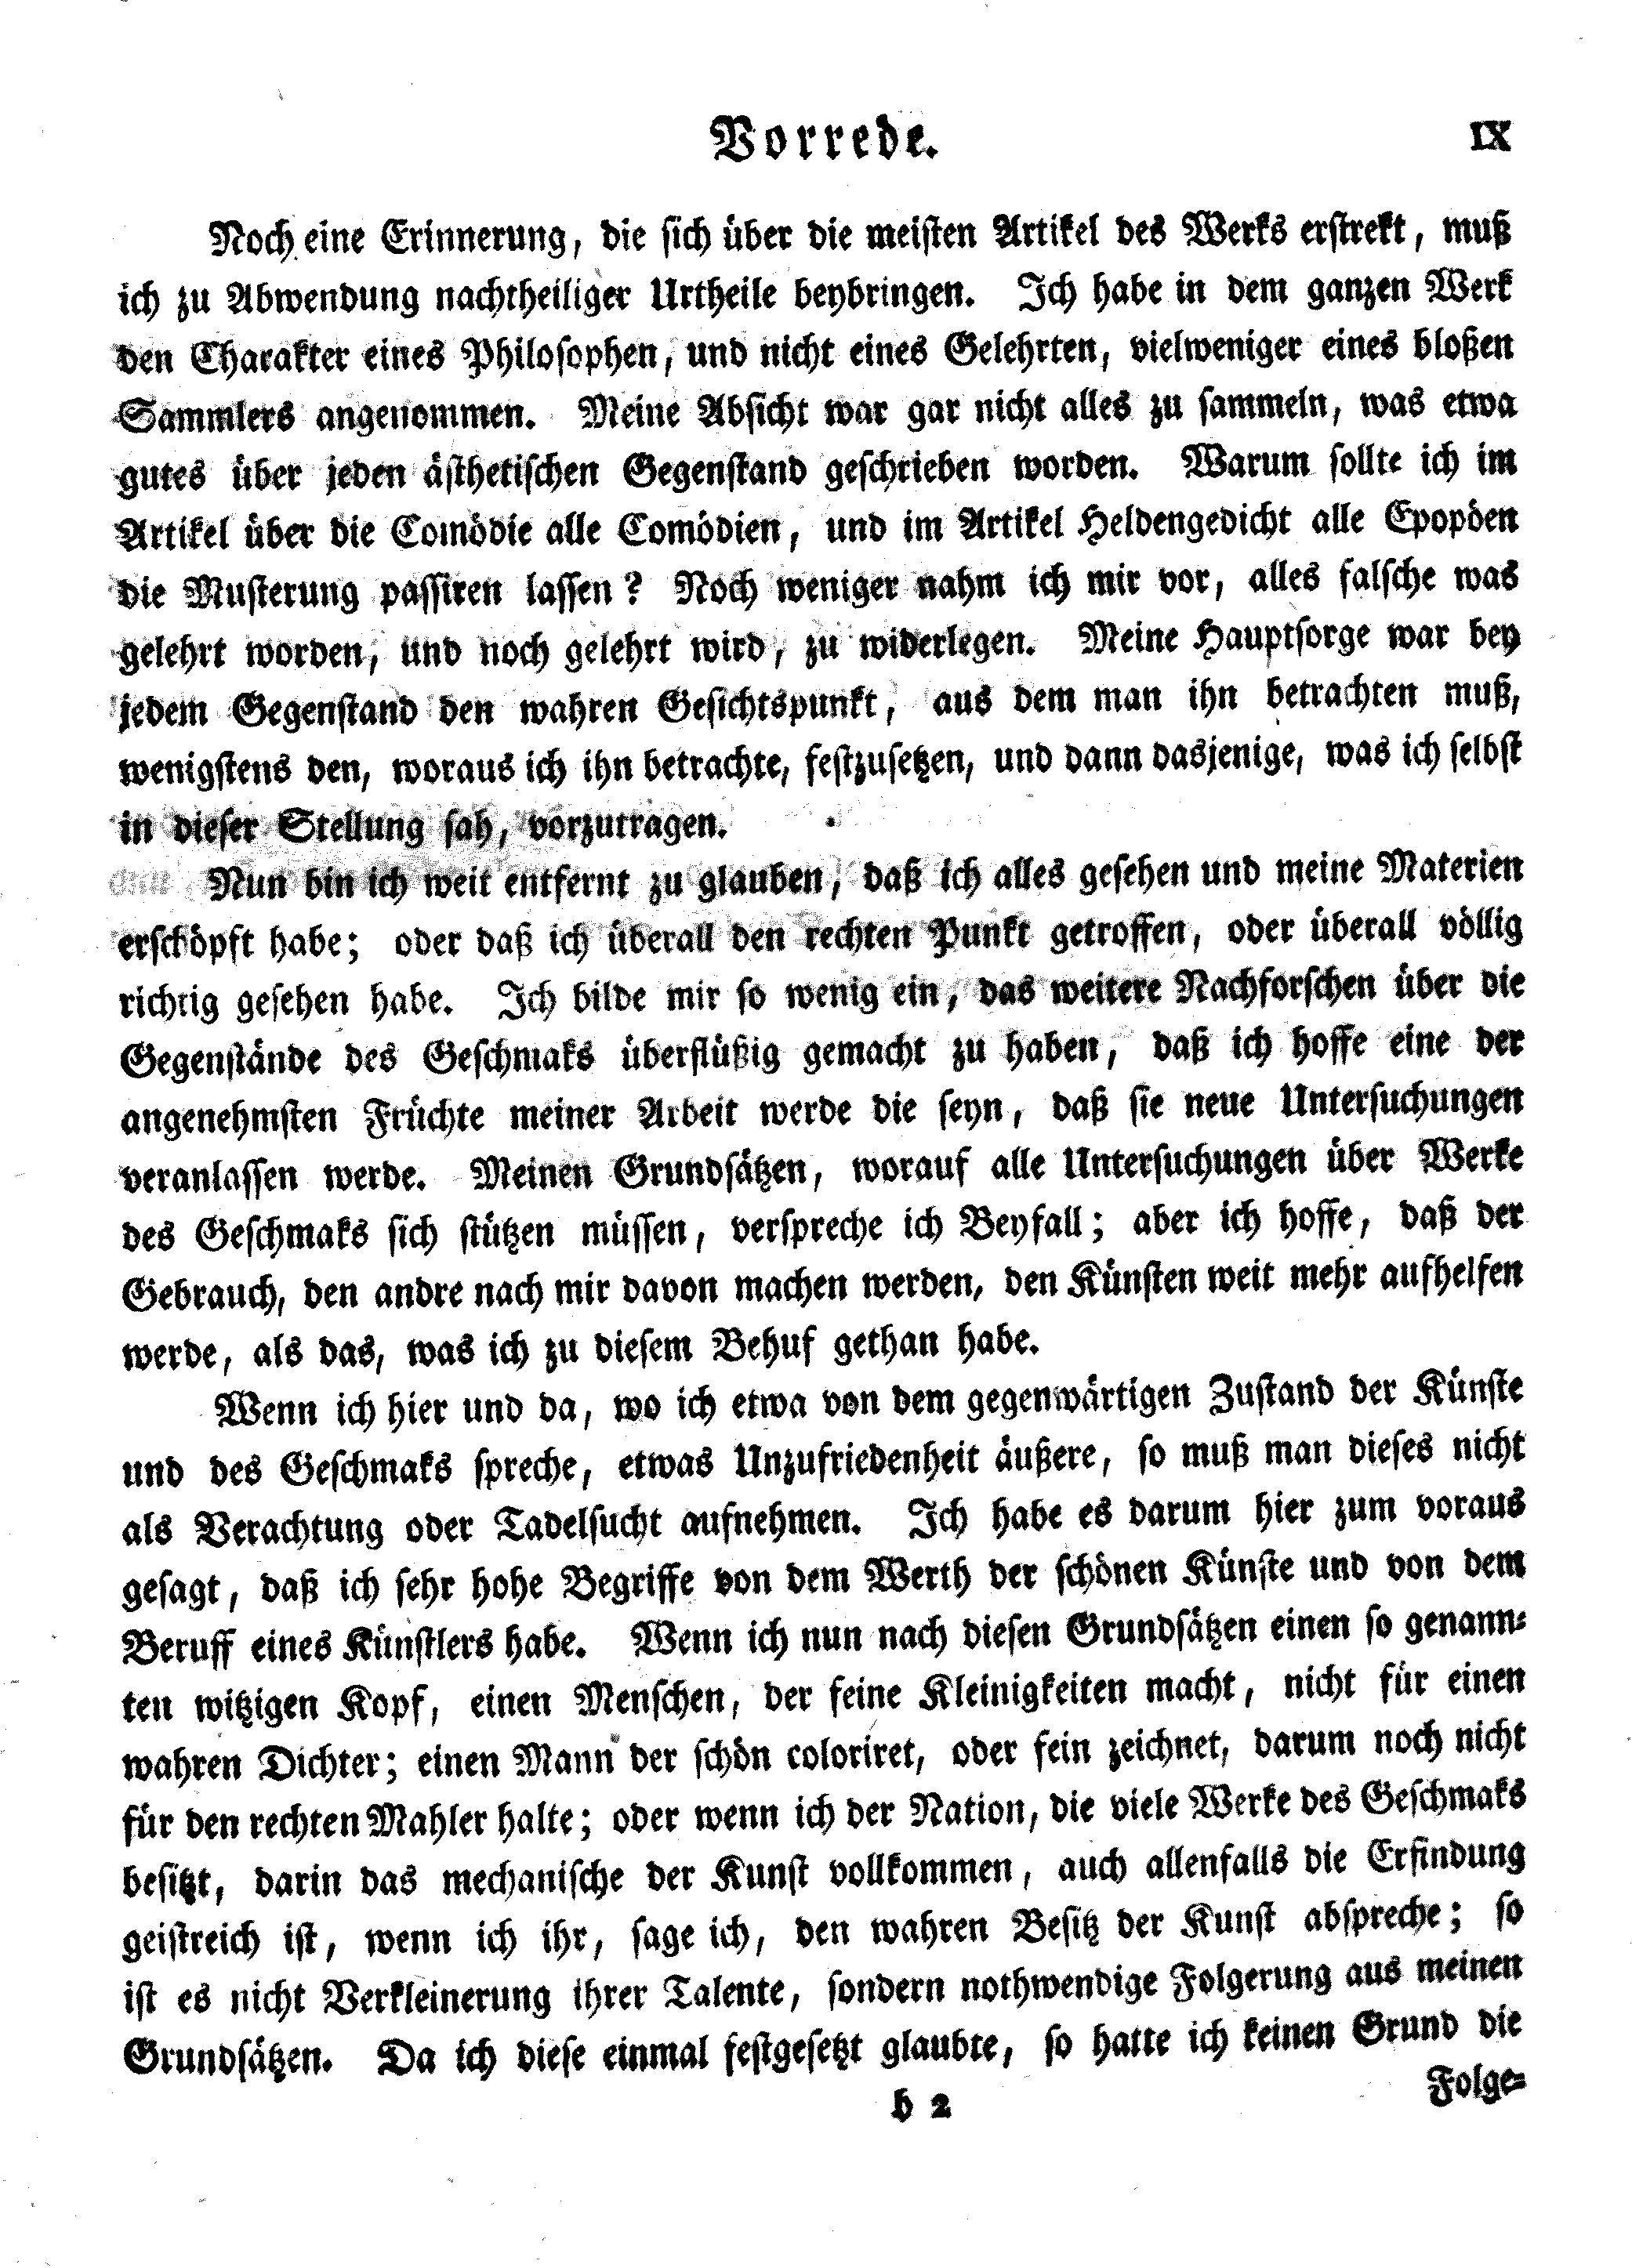 Vorrede. IX
Noch eine Erinnerung, die sich über die meisten Artikel des Werks erstrekt, muß
ich zu Abwendung nachtheiliger Urtheile beybringen. Ich habe in dem ganzen Werk
den Charakter eines Philosophen, und nicht eines Gelehrten, vielweniger eines bloßen
Sammlers angenommen. Meine Absicht war gar nicht alles zu sammeln, was etwa
gutes über jeden ästhetischen Gegenstand geschrieben worden. Warum sollte ich im
Artikel über die Comödie alle Comödien, und im Artikel Heldengedicht alle Epopöen
die Musterung passiren lassen? Noch weniger nahm ich mir vor, alles falsche was
gelehrt worden, und noch gelehrt wird, zu widerlegen. Meine Hauptsorge war bey
jedem Gegenstand den wahren Gesichtspunkt, aus dem man ihn betrachten muß,
wenigstens den, woraus ich ihn betrachte, festzusetzen, und dann dasjenige, was ich selbst
in dieser Stellung sah, vorzutragen.
Nun bin ich weit entfernt zu glauben, daß ich alles gesehen und meine Materien
erschöpft habe; oder daß ich überall den rechten Punkt getroffen, oder überall völlig
richtig gesehen habe. Ich bilde mir so wenig ein, das weitere Nachforschen über die
Gegenstände des Geschmaks überflüßig gemacht zu haben, daß ich hoffe eine der
angenehmsten Früchte meiner Arbeit werde die seyn, daß sie neue Untersuchungen
veranlassen werde. Meinen Grundsätzen, worauf alle Untersuchungen über Werke
des Geschmaks sich stützen müssen, verspreche ich Beyfall; aber ich hoffe, daß der
Gebrauch, den andre nach mir davon machen werden, den Künsten weit mehr aufhelfen
werde, als das, was ich zu diesem Behuf gethan habe.
Wenn ich hier und da, wo ich etwa von dem gegenwärtigen Zustand der Künste
und des Geschmaks spreche, etwas Unzufriedenheit äußere, so muß man dieses nicht
als Verachtung oder Tadelsucht aufnehmen. Ich habe es darum hier zum voraus
gesagt, daß ich sehr hohe Begriffe von dem Werth der schönen Künste und von dem
Beruff eines Künstlers habe. Wenn ich nun nach diesen Grundsätzen einen so genann-
ten witzigen Kopf, einen Menschen, der feine Kleinigkeiten macht, nicht für einen
wahren Dichter; einen Mann der schön coloriret, oder fein zeichnet, darum noch nicht
für den rechten Mahler halte; oder wenn ich der Nation, die viele Werke des Geschmaks
besitzt, darin das mechanische der Kunst vollkommen, auch allenfalls die Erfindung
geistreich ist, wenn ich ihr, sage ich, den wahren Besitz der Kunst abspreche; so
ist es nicht Verkleinerung ihrer Talente, sondern nothwendige Folgerung aus meinen
Grundsätzen. Da ich diese einmal festgesetzt glaubte, so hatte ich keinen Grund die
b 2 Folge-